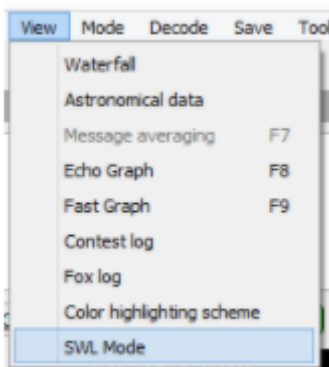 View Mode Decode Save Tool
Waterfall
Astronomical data
Message averaging F7
Echo Graph F8
Fast Graph F9
Contest log
Fox log
Color highlighting scheme
SWL Mode